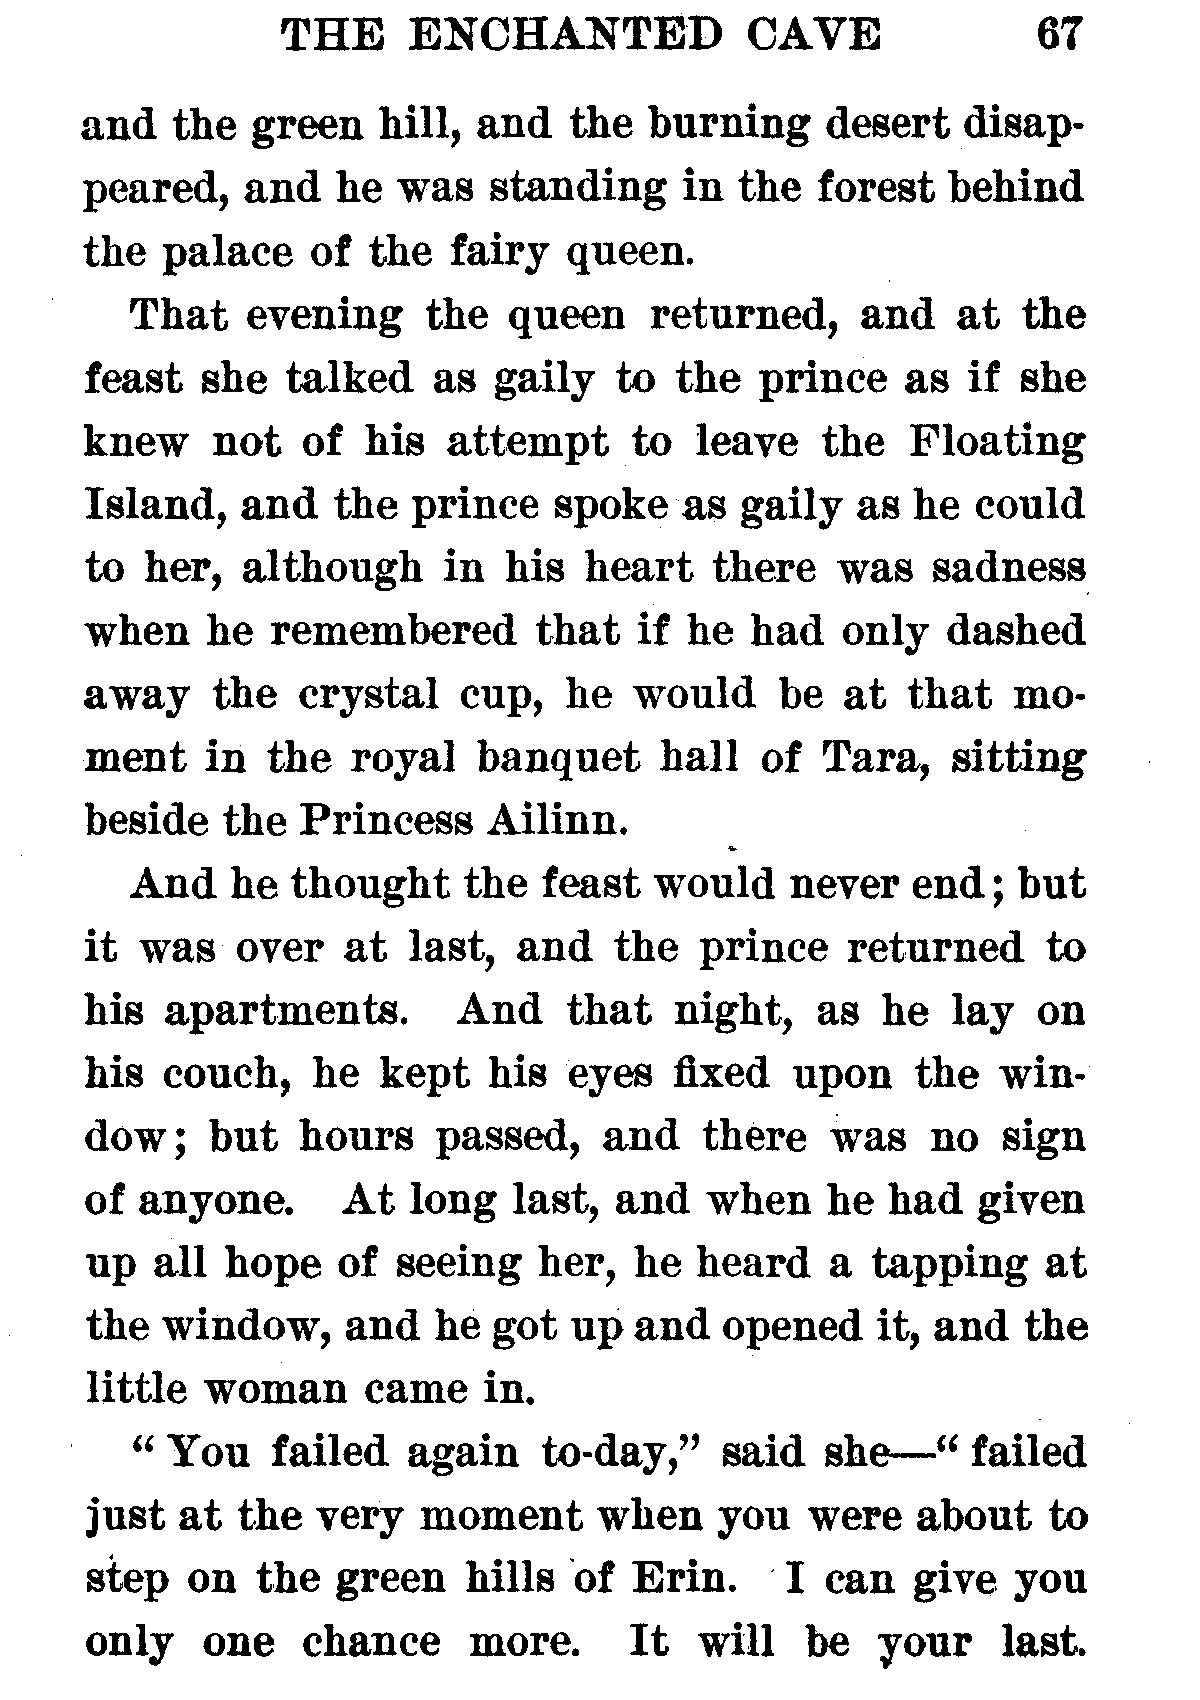 THE ENCHANTED CAVE 67
and the green hill, and the burning desert disap-
peared, and he was standing in the forest behind
the palace of the fairy queen.
That evening the queen returned, and at the
feast she talked as gaily to the prince as if she
knew not of his attempt to leave the Floating
Island, and the prince spoke as gaily as he could
to her, although in his heart there was sadness
when he remembered that if he had only dashed
away the crystal cup, he would be at that mo-
ment in the royal banquet hall of Tara, sitting
beside the Princess Ailinn.
And he thought the feast would never end; but
it was over at last, and the prince returned to
his apartments. And that night, as he lay on
his couch, he kept his eyes fixed upon the win-
dow; but hours passed, and there was no sign
of anyone. At long last, and when he had given
up all hope of seeing her, he heard a tapping at
the window, and he got up and opened it, and the
little woman came in.
“ You failed again to-day,” said she—“ failed
just at the very moment when you were about to
step on the green hills of Erin. I can give you
only one chance more. It will be your last.